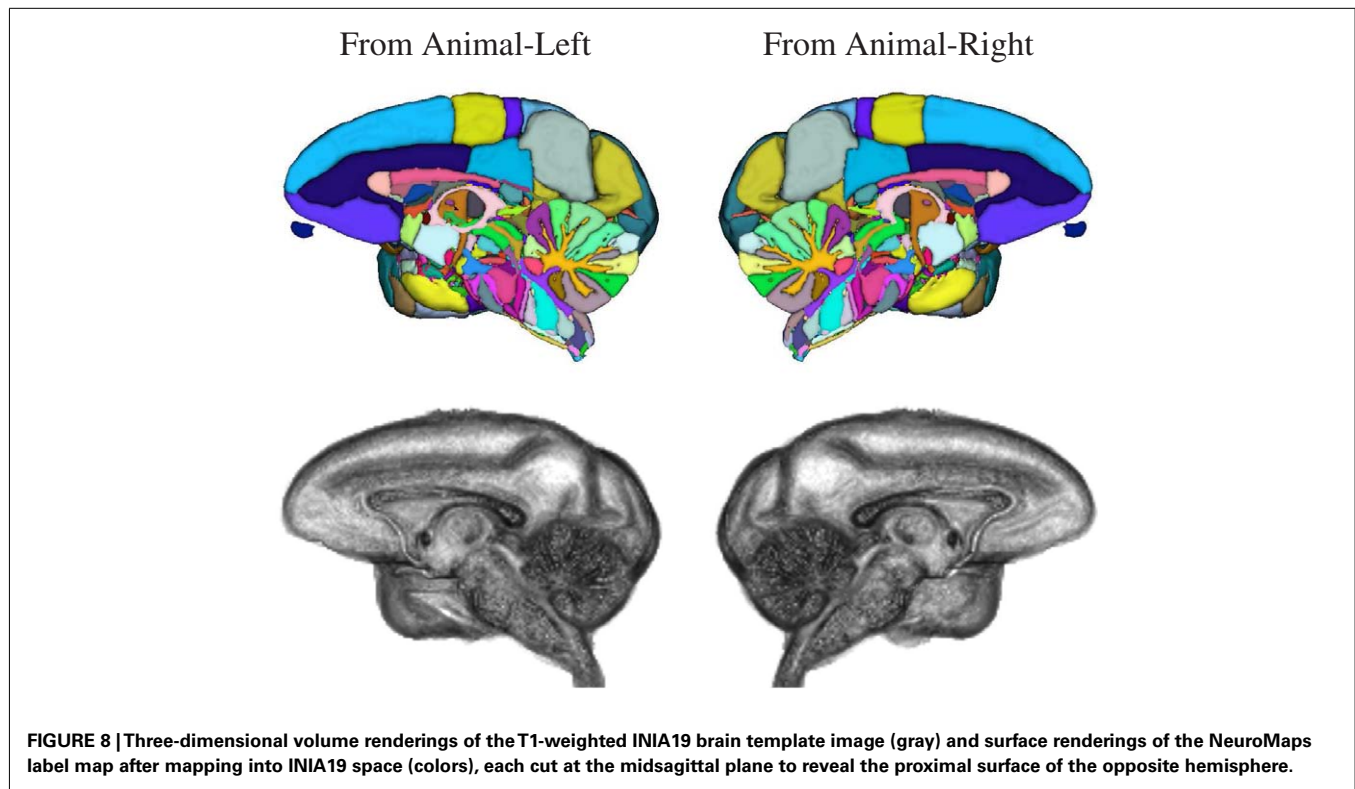 From Animal-Left
From Animal-Right
FIGURE 8 | Three-dimensional volume renderings of the T1-weighted INIA19 brain template image (gray) and surface renderings of the NeuroMaps
label map after mapping into INIA19 space (colors), each cut at the midsagittal plane to reveal the proximal surface of the opposite hemisphere.